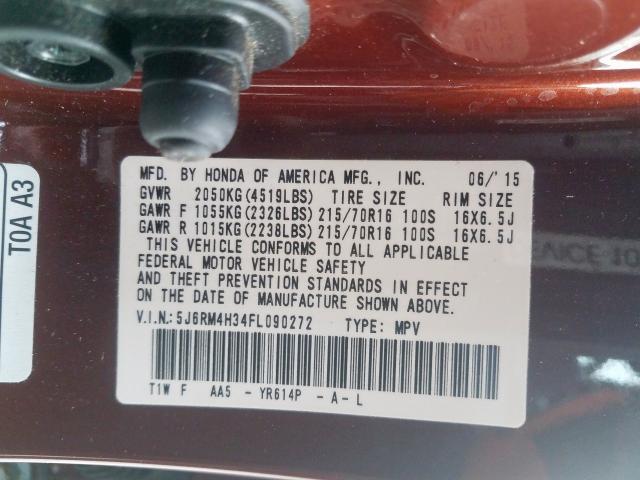 MFD. BY HONDA OF AMERICA MFG., INC. 06/'15
GVWR 2050KG(4519LBS) TIRE SIZE RIM SIZE
GAWR F 1055KG(2326LBS) 215/70R16 100S 16X6.5J
GAWR R 1015KG(2238LBS) 215/70R16 100S 16X6.5J
THIS VEHICLE CONFORMS TO ALL APPLICABLE
FEDERAL MOTOR VEHICLE SAFETY
AND THEFT PREVENTION STANDARDS IN EFFECT
ON THE DATE OF MANUFACTURE SHOWN ABOVE.
V.I.N.:5J6RM4H34FL090272 TYPE: MPV
T1W F AA5 - YR614P - A - L
T0A A3